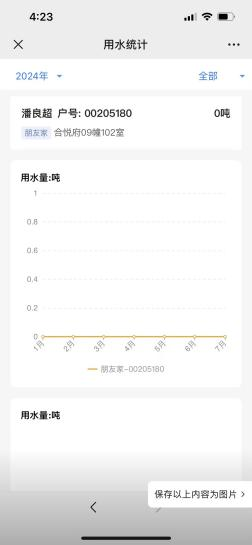 4:23
用水统计
2024年
全部
潘良超 户号: 00205180
0吨
朋友家 合悦府09幢102室
用水量:吨
1
0.8
0.6
0.4
0.2
0
1月 2月 3月 4月 5月 6月 7月
朋友家-00205180
用水量:吨
保存以上内容为图片 >